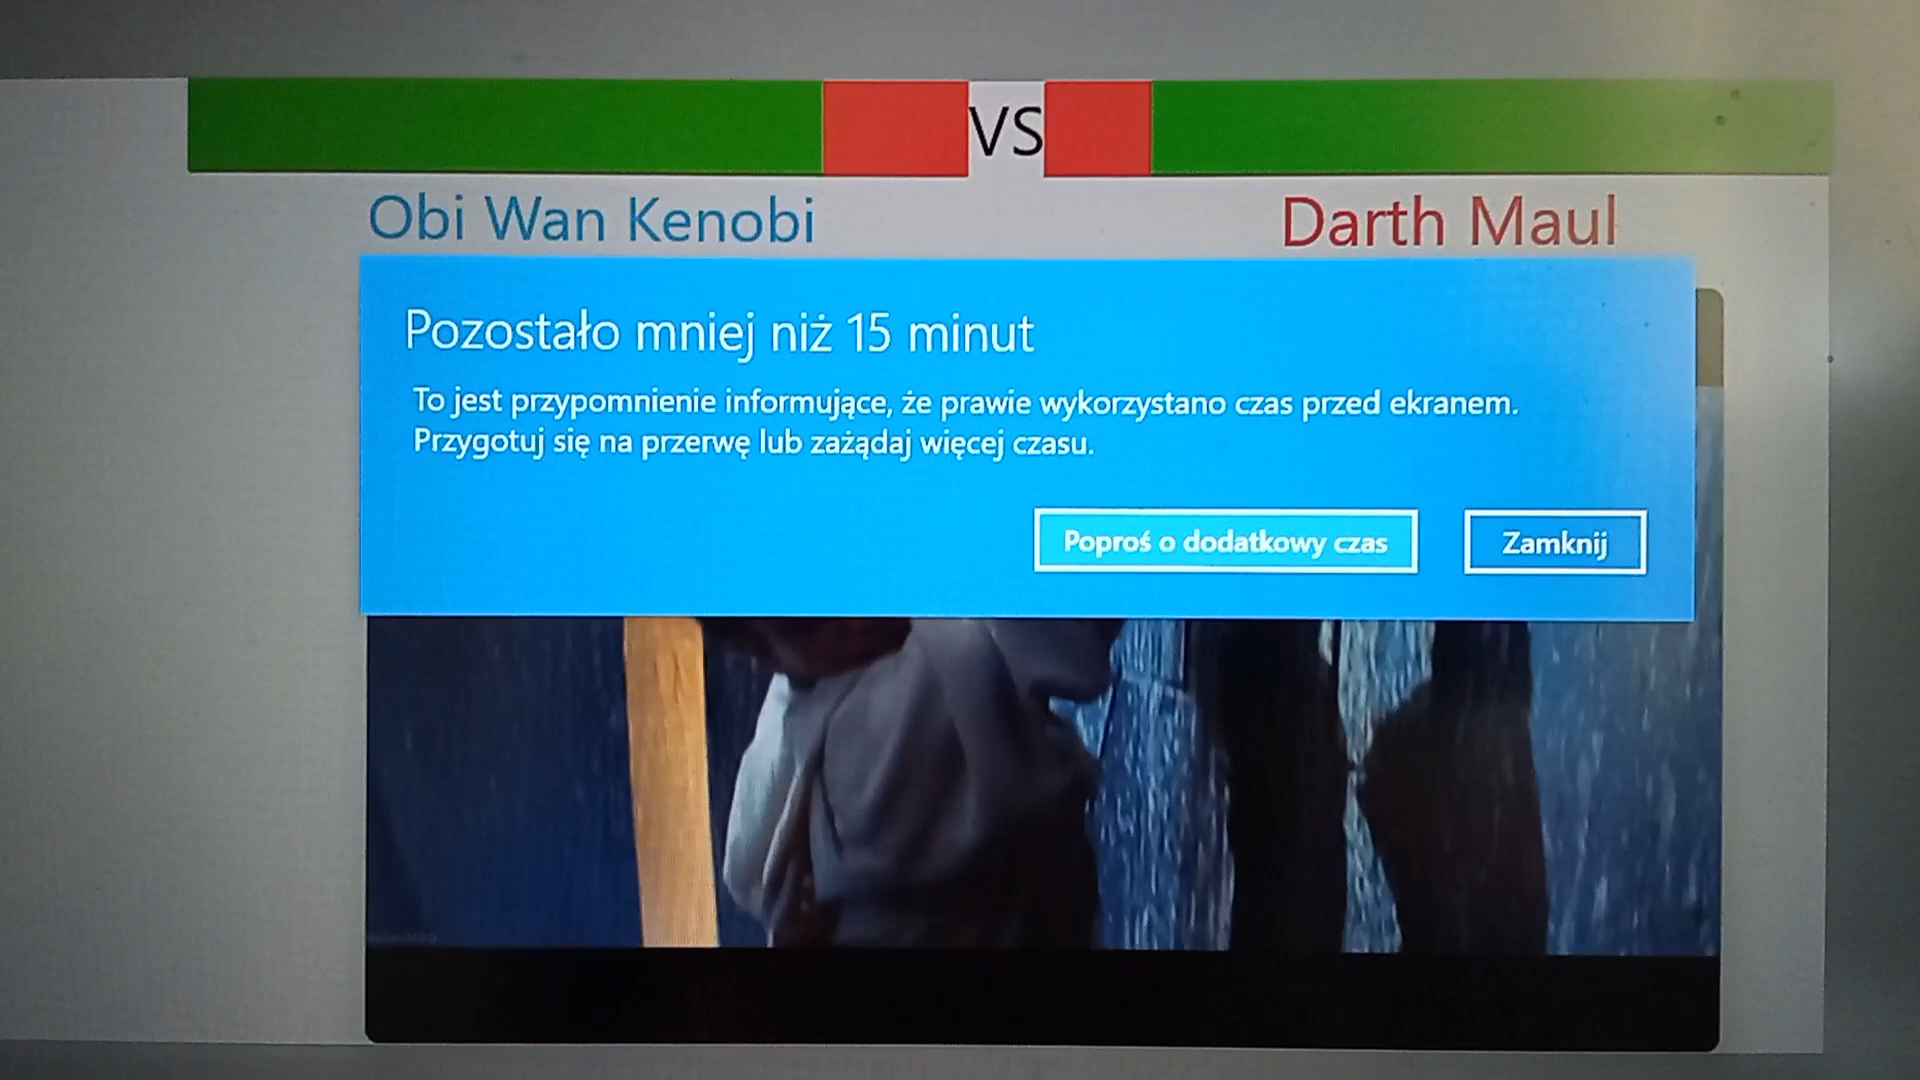 VS
Obi Wan Kenobi
Darth Maul
Pozostało mniej niż 15 minut
To jest przypomnienie informujące, że prawie wykorzystano czas przed ekranem.
Przygotuj się na przerwę lub zażądaj więcej czasu.
Poproś o dodatkowy czas
Zamknij